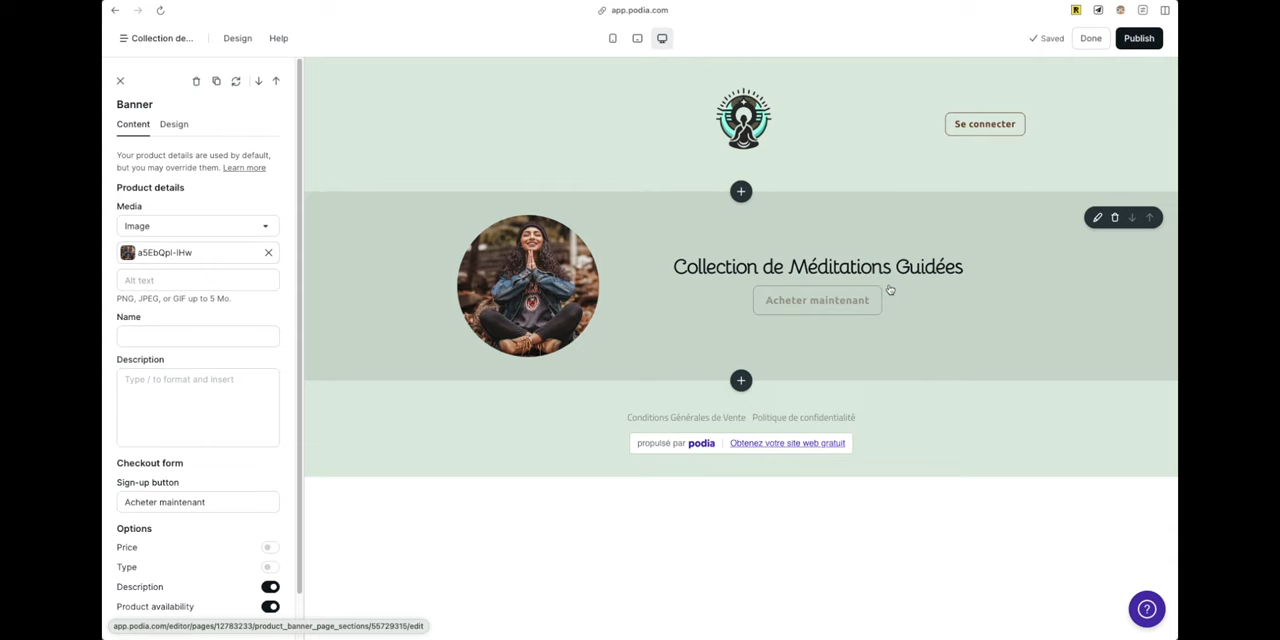 app.podia.com
Collection de...
Design
Help
Saved
Done
Publish
Banner
Content
Design
Your product details are used by default,
but you may override them. Learn more
Product details
Media
Image
a5EbQpl-lHw
Alt text
PNG, JPEG, or GIF up to 5 Mo.
Name
Description
Type / to format and insert
Checkout form
Sign-up button
Acheter maintenant
Options
Price
Type
Description
Product availability
app.podia.com/editor/pages/12783233/product_banner_page_sections/55729315/edit
Se connecter
Collection de Méditations Guidées
Acheter maintenant
Conditions Générales de Vente Politique de confidentialité
propulsé par podia Obtenez votre site web gratuit